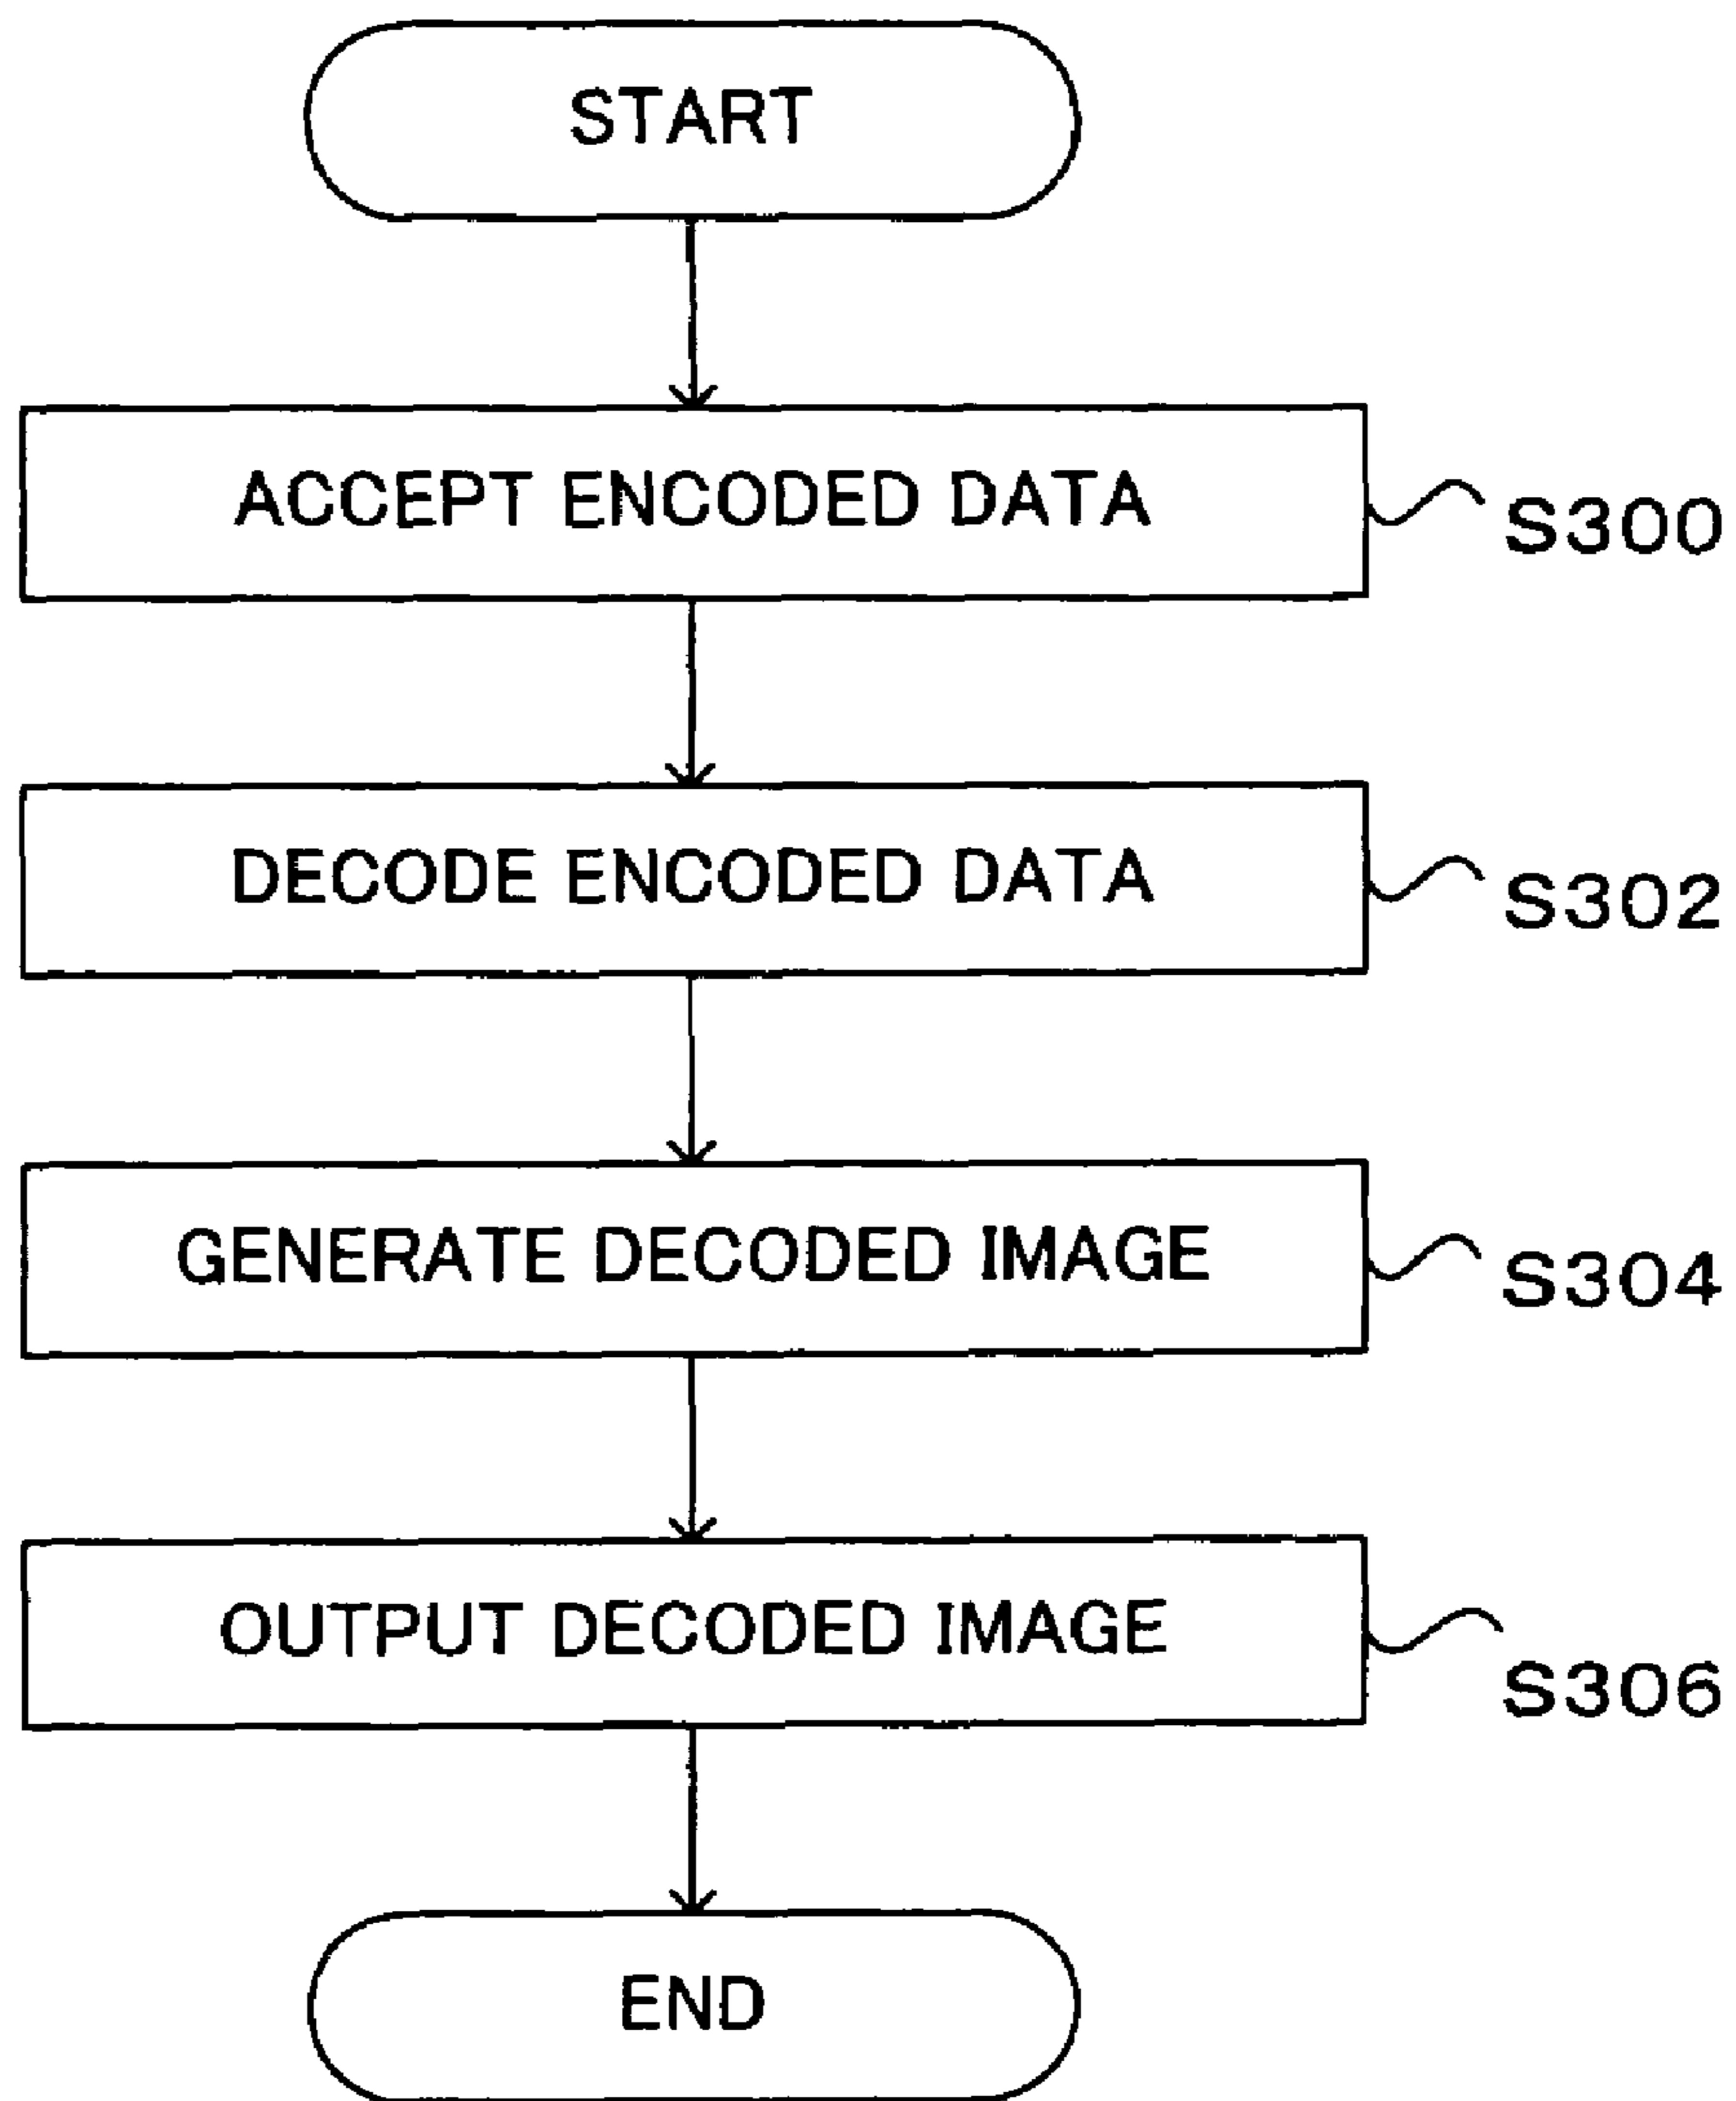 START
ACCEPT ENCODED DATA
S300
DECODE ENCODED DATA
S302
GENERATE DECODED IMAGE
S304
OUTPUT DECODED IMAGE
S306
END